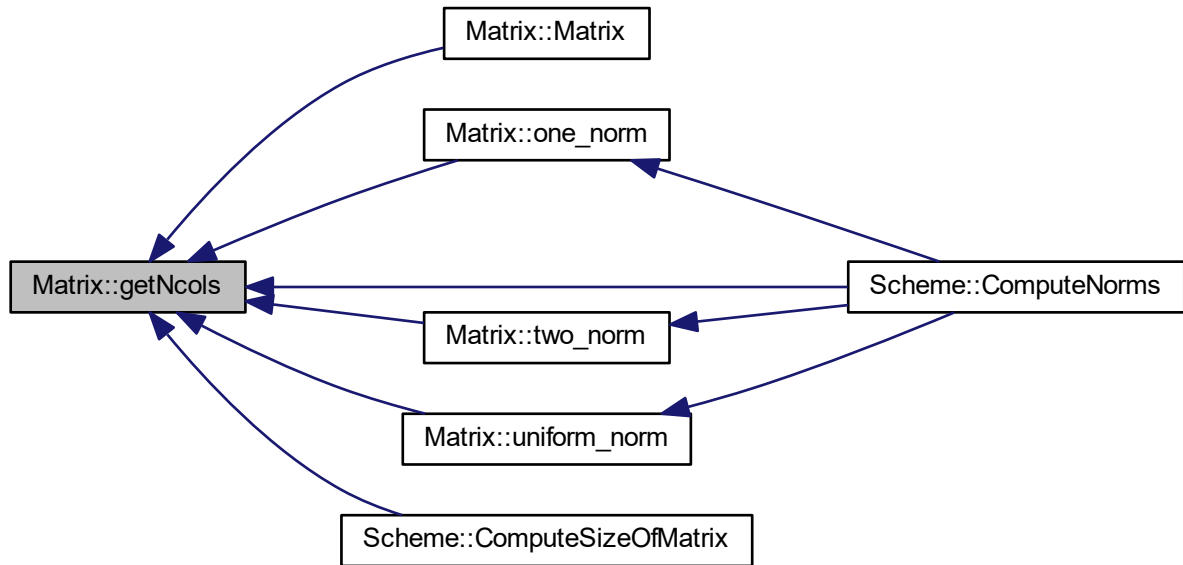 Matrix::Matrix
Matrix::one_norm
Matrix::getNcols
Scheme::ComputeNorms
Matrix::two_norm
Matrix::uniform_norm
Scheme::ComputeSizeOfMatrix